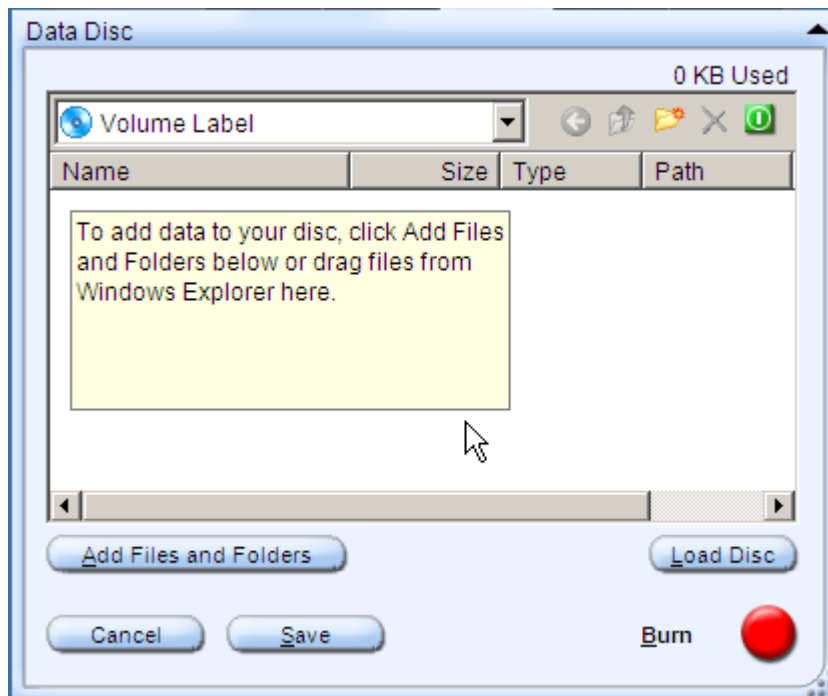 Data Disc
0 KB Used
Volume Label
Name Size Type Path
To add data to your disc, click Add Files
and Folders below or drag files from
Windows Explorer here.
Add Files and Folders Load Disc
Cancel Save Burn